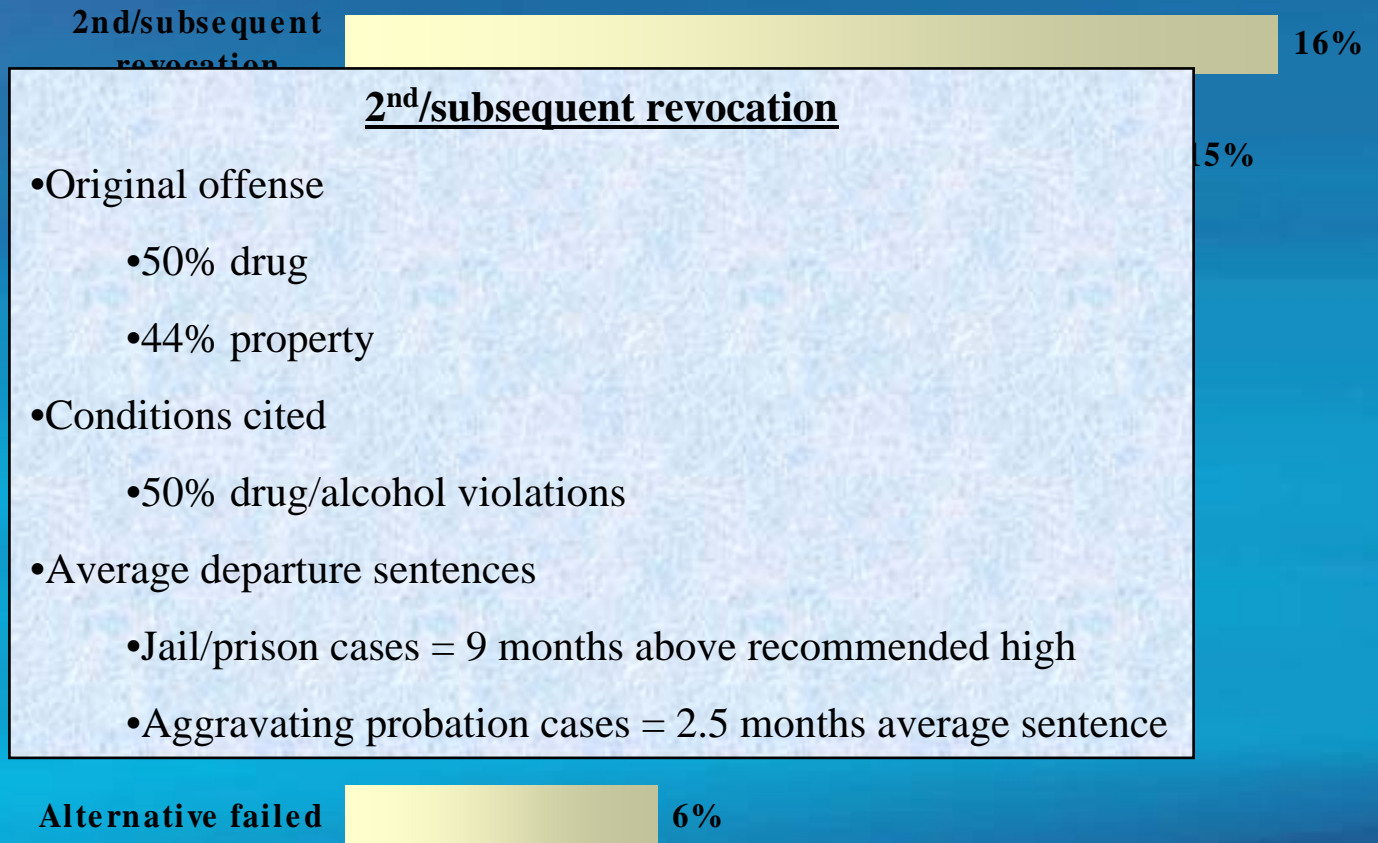 2nd/subsequent
revocation
16%
2nd/subsequent revocation
15%
•Original offense
•50% drug
•44% property
•Conditions cited
•50% drug/alcohol violations
•Average departure sentences
•Jail/prison cases = 9 months above recommended high
•Aggravating probation cases = 2.5 months average sentence
Alternative failed
6%